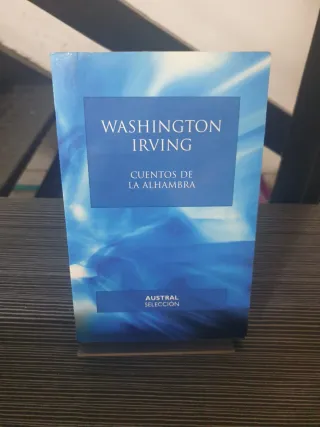 WASHINGTON
IRVING
CUENTOS DE
LA ALHAMBRA
AUSTRAL
SELECCIÓN